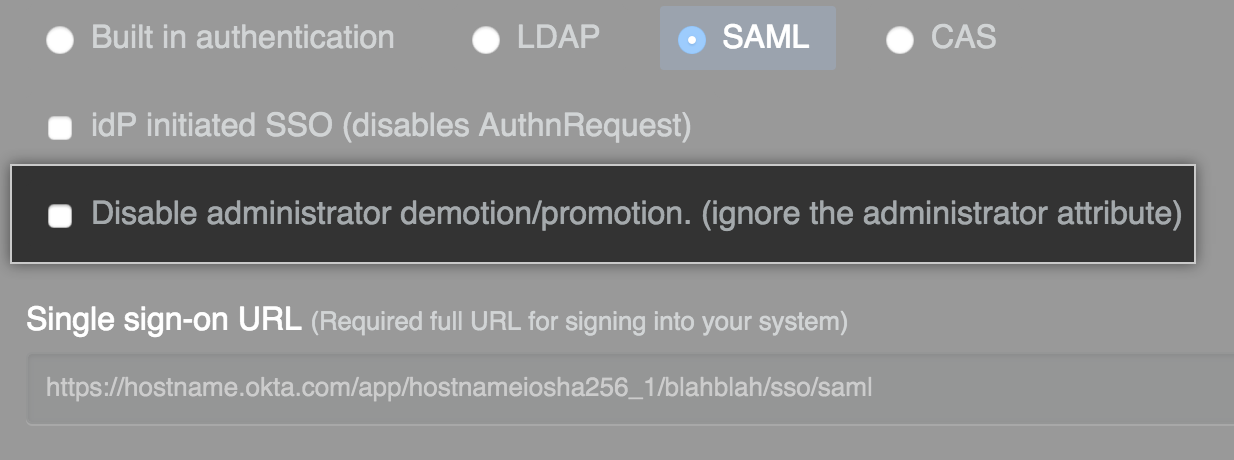 Built in authentication LDAP SAML CAS
idP initiated SSO (disables AuthnRequest)
Disable administrator demotion/promotion. (ignore the administrator attribute)
Single sign-on URL (Required full URL for signing into your system)
https://hostname.okta.com/app/hostnameiosha256_1/blahblah/sso/saml